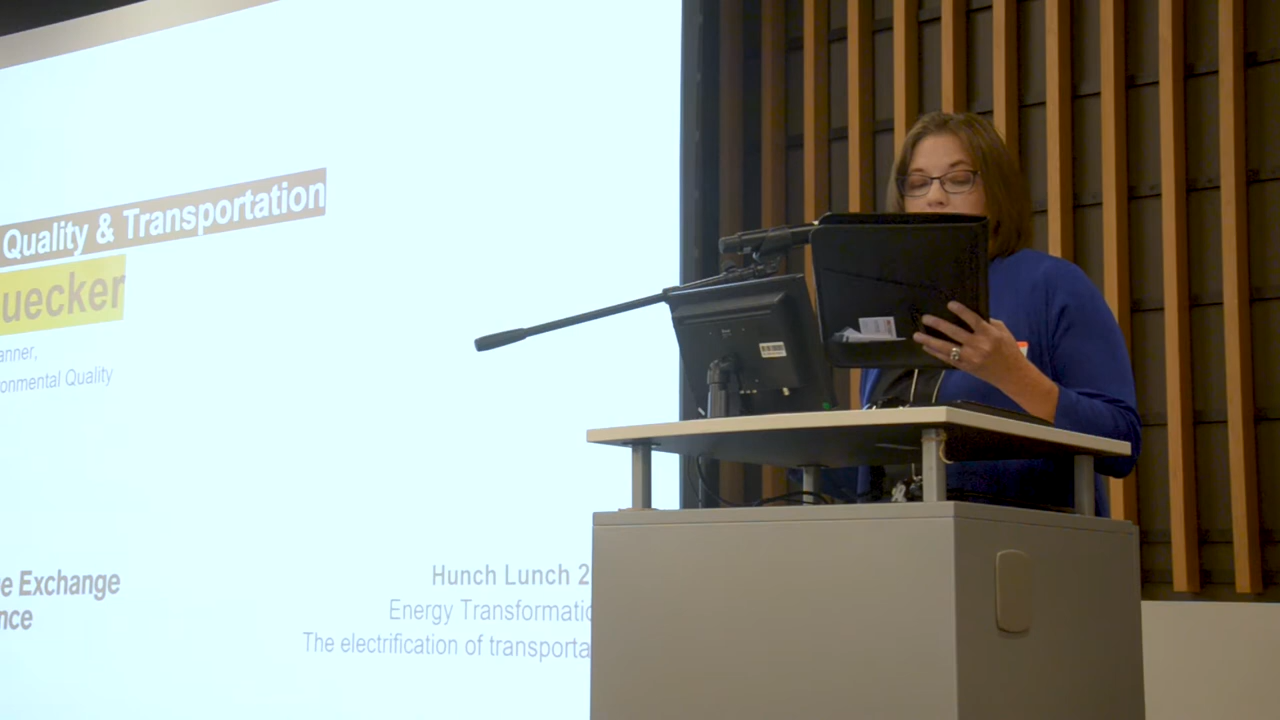 Quality & Transportation
uecker
anner,
onmental Quality
e Exchange
nce
Hunch Lunch 2
Energy Transformatio
The electrification of transporta